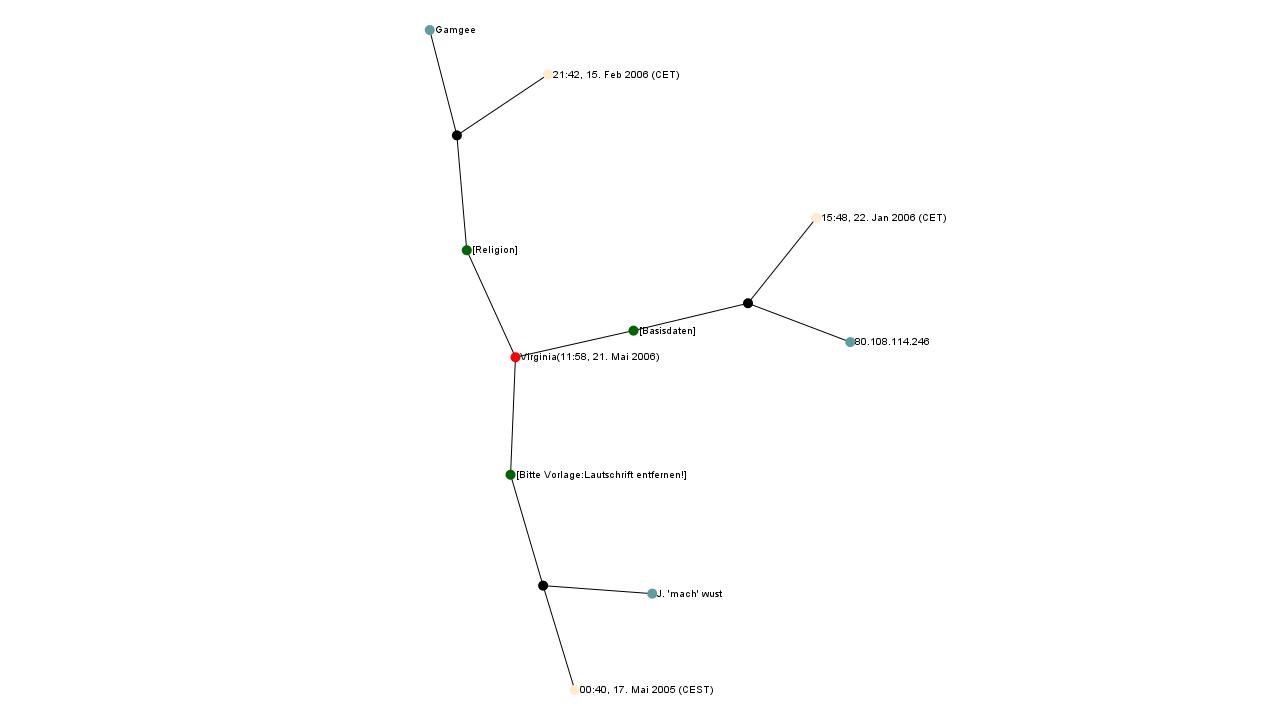 Gamgee
21:42, 15. Feb 2006 (CET)
15:48, 22. Jan 2006 (CET)
[Religion]
[Basisdaten]
80.108.114.246
Virginia(11:58, 21. Mai 2006)
[Bitte Vorlage:Lautschrift entfernen!]
J. 'mach' wust
00:40, 17. Mai 2005 (CEST)